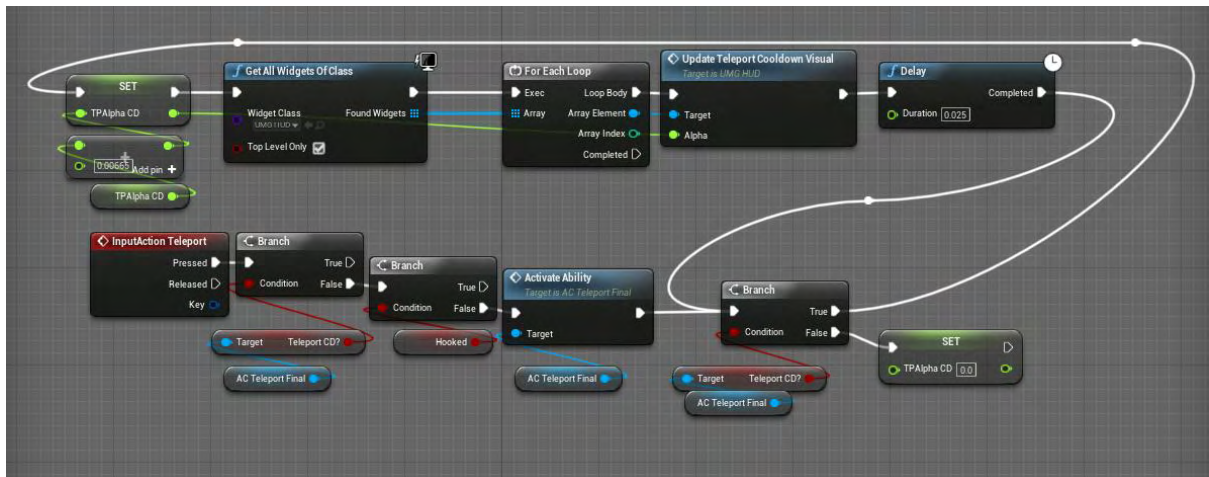 SET
TPAlpha CD
0.00665
Add pin
TPAlpha CD
Get All Widgets Of Class
Widget Class
Found Widgets
UMG HUD
Top Level Only
For Each Loop
Exec
Loop Body
Array
Array Element
Array Index
Completed
Update Teleport Cooldown Visual
Target is UMG HUD
Target
Alpha
Delay
Completed
Duration 0.025
InputAction Teleport
Pressed
Released
Key
Branch
True
Condition
False
Branch
True
Condition
False
Target
Teleport CD?
AC Teleport Final
Hooked
Activate Ability
Target is AC Teleport Final
Target
AC Teleport Final
Branch
True
Condition
False
Target
Teleport CD?
AC Teleport Final
SET
TPAlpha CD 0.0